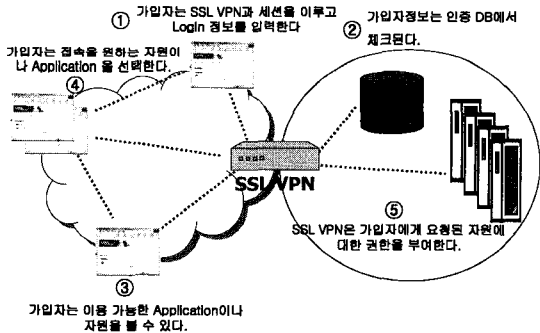 ①
가입자는 SSL VPN과 세션을 이루고
Login 정보를 입력한다
②
가입자정보는 인증 DB에서
체크된다.
가입자는 접속을 원하는 자원이
나 Application 을 선택한다.
④
SSL VPN
⑤
SSL VPN은 가입자에게 요청된 자원에
대한 권한을 부여한다.
③
가입자는 이용 가능한 Application이나
자원을 볼 수 있다.